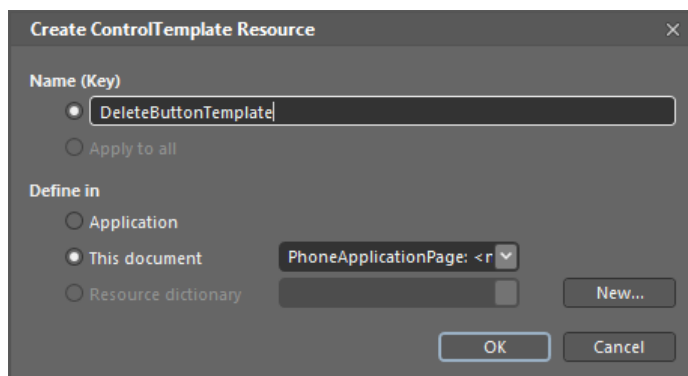 Create ControlTemplate Resource
Name (Key)
DeleteButtonTemplate
Apply to all
Define in
Application
This document PhoneApplicationPage: <r
Resource dictionary New...
OK Cancel